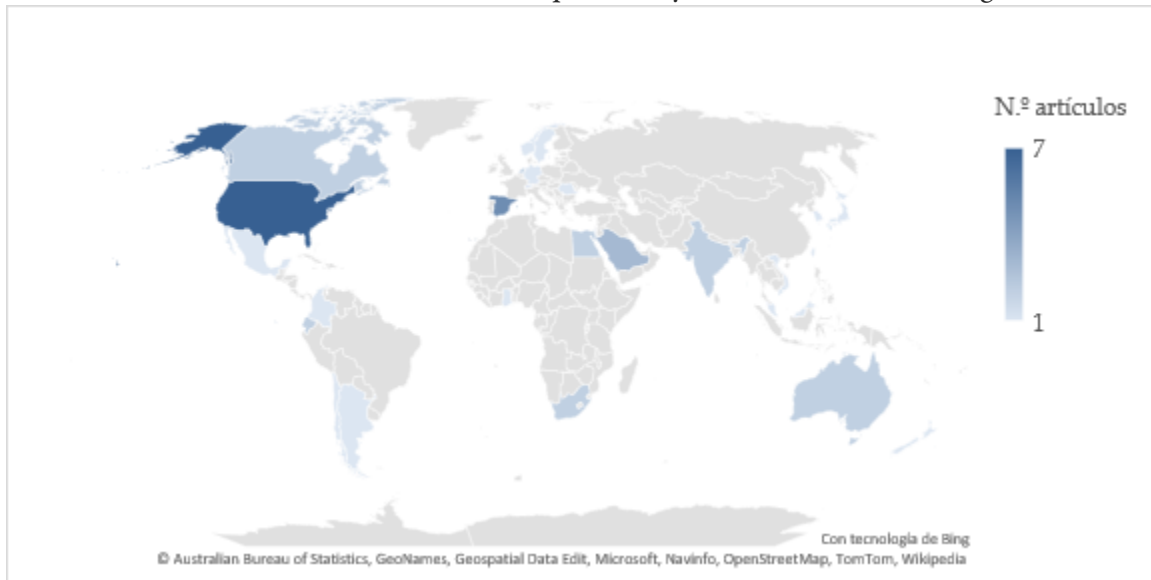 N.º artículos
7
1
Con tecnología de Bing
© Australian Bureau of Statistics, GeoNames, Geospatial Data Edit, Microsoft, Navinfo, OpenStreetMap, TomTom, Wikipedia